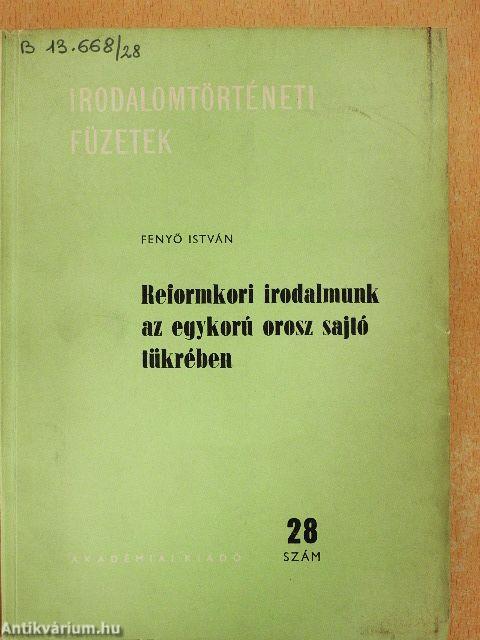 B 13.668/28
IRODALOMTÖRTÉNETI
FÜZETEK
FENYŐ ISTVÁN
Reformkori irodalmunk
az egykorú orosz sajtó
tükrében
28
SZÁM
AKADÉMIAI KIADÓ
Antikvárium.hu